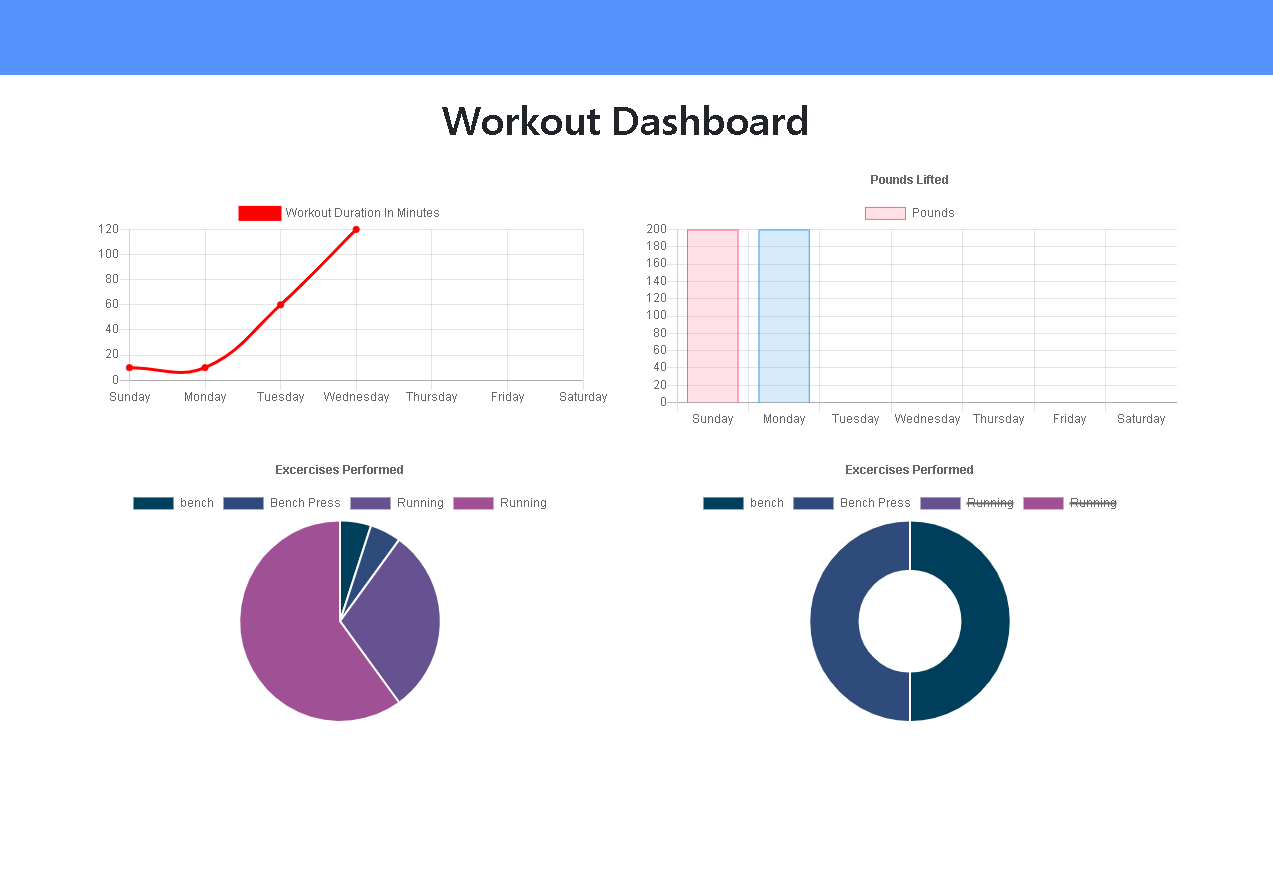 Workout Dashboard
Workout Duration In Minutes
120
100
80
60
40
20
0
Sunday Monday Tuesday Wednesday Thursday Friday Saturday
Pounds Lifted
Pounds
200
180
160
140
120
100
80
60
40
20
0
Sunday Monday Tuesday Wednesday Thursday Friday Saturday
Excercises Performed
bench Bench Press Running Running
Excercises Performed
bench Bench Press Running Running